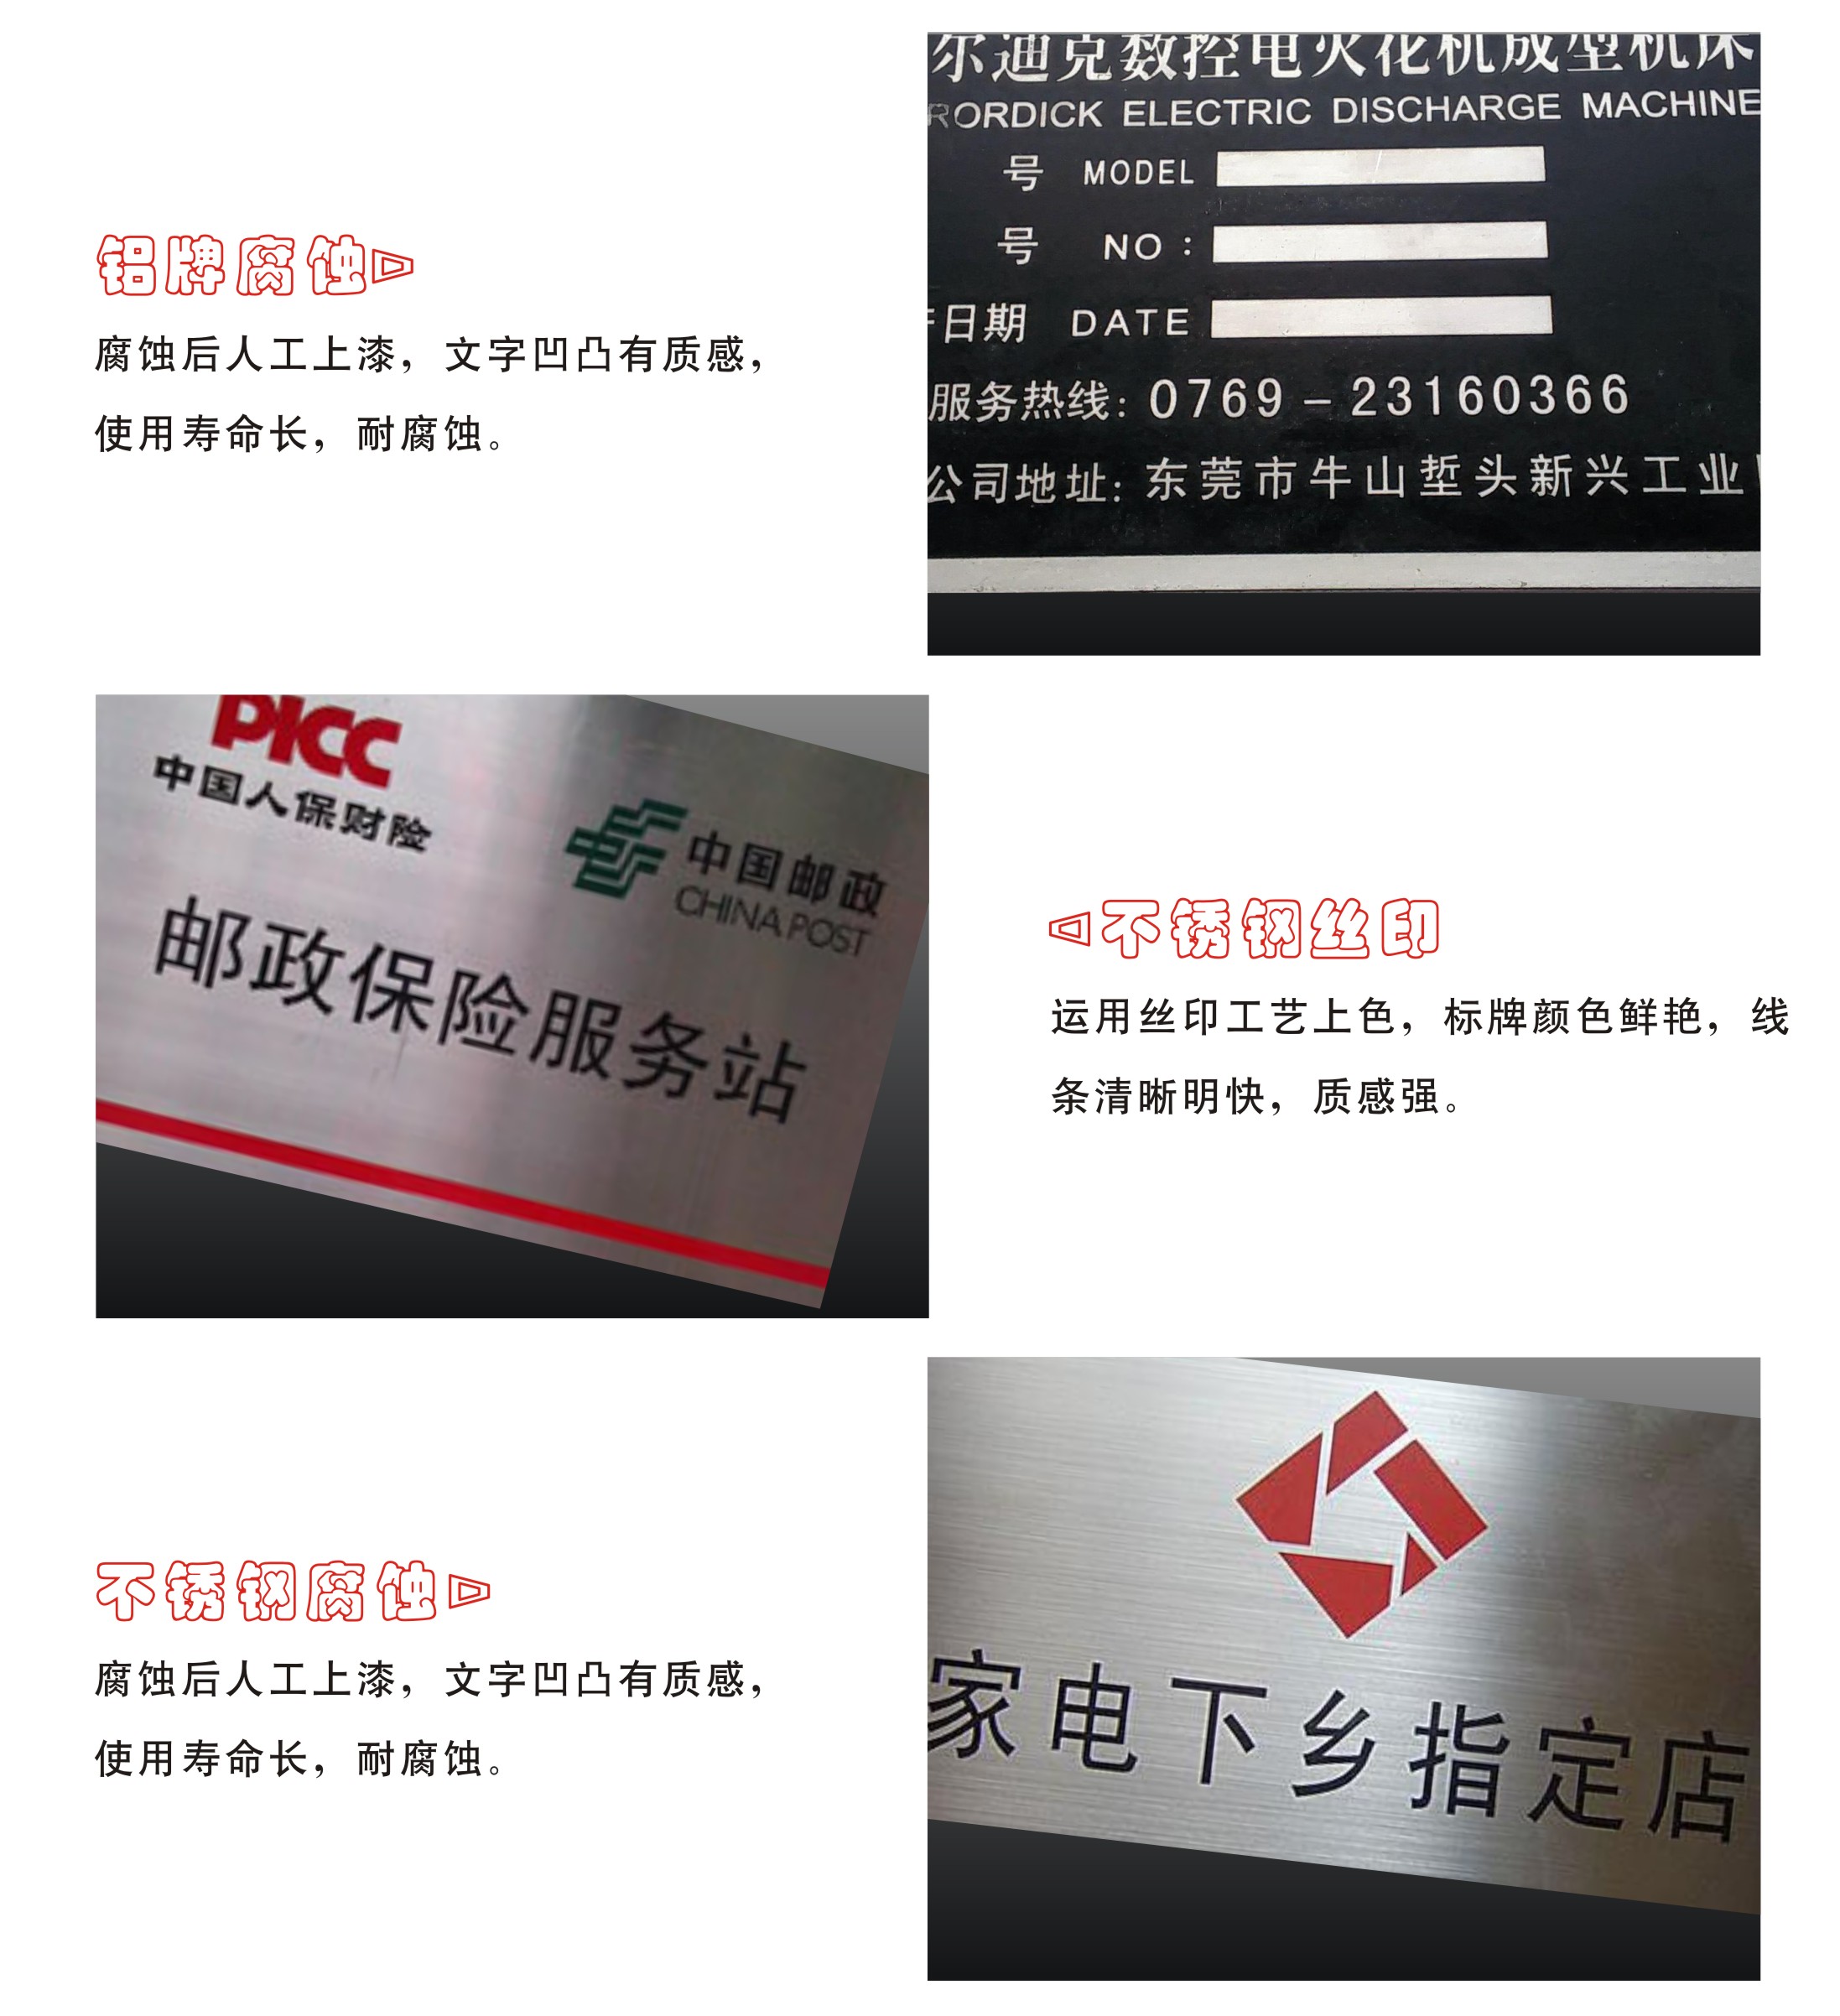 尔迪克数控电火花机成型机床
RORDICK ELECTRIC DISCHARGE MACHINE
号 MODEL
号 NO：
日期 DATE
服务热线：0769－23160366
公司地址：东莞市牛山堑头新兴工业
铝牌腐蚀
腐蚀后人工上漆，文字凹凸有质感，
使用寿命长，耐腐蚀。
PICC
中国人保财险
中国邮政
CHINA POST
邮政保险服务站
不锈钢丝印
运用丝印工艺上色，标牌颜色鲜艳，线
条清晰明快，质感强。
不锈钢腐蚀
腐蚀后人工上漆，文字凹凸有质感，
使用寿命长，耐腐蚀。
家电下乡指定店